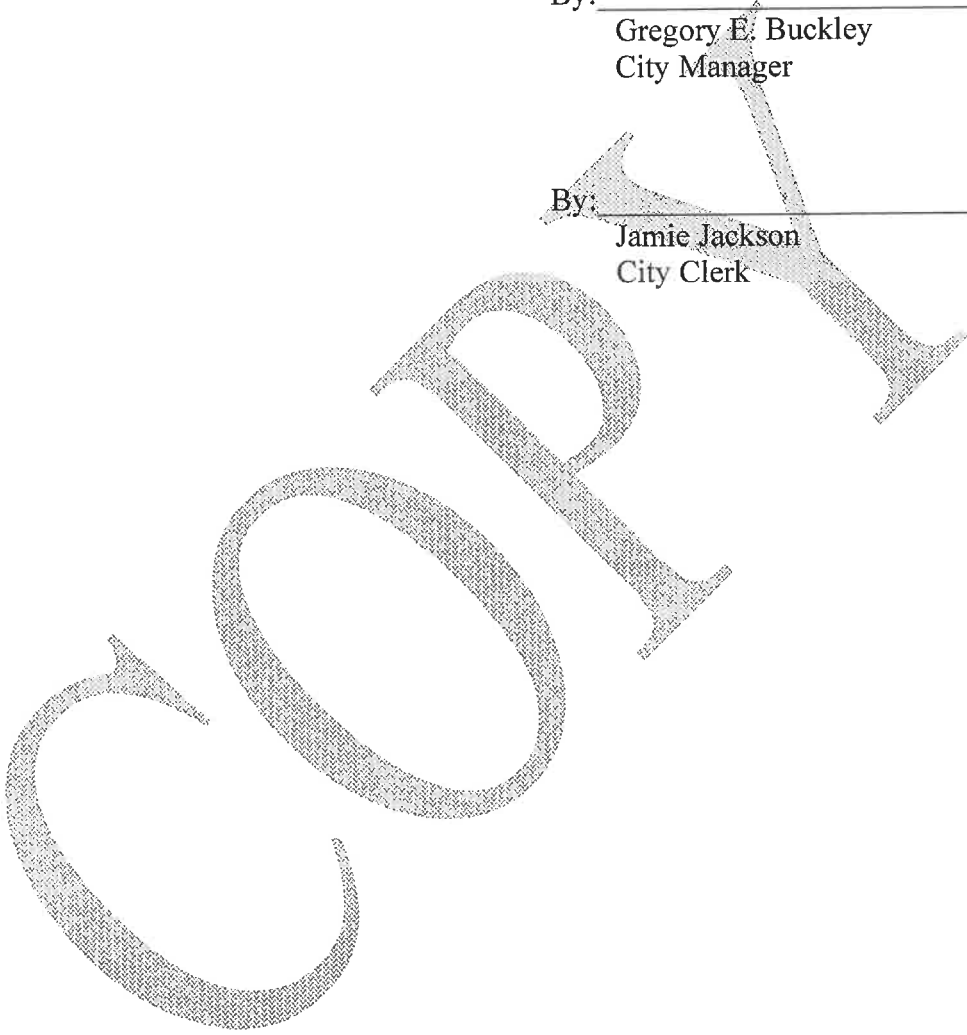 By:
Gregory E. Buckley
City Manager
By:
Jamie Jackson
City Clerk
COPY